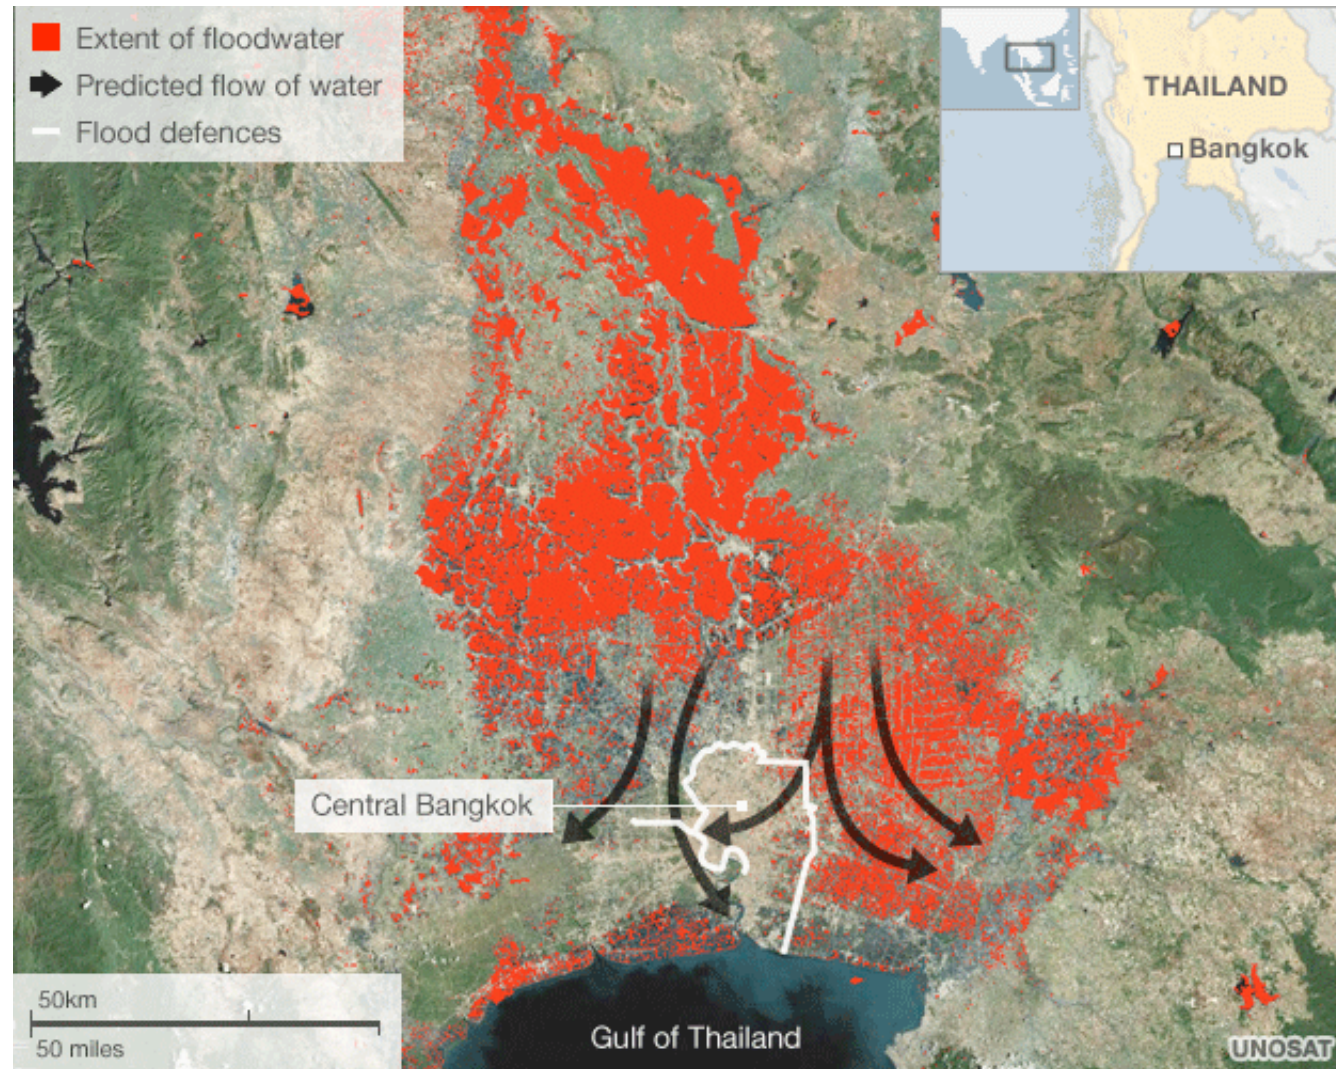 Extent of floodwater
Predicted flow of water
Flood defences
THAILAND
Bangkok
Central Bangkok
50km
50 miles
Gulf of Thailand
UNOSAT